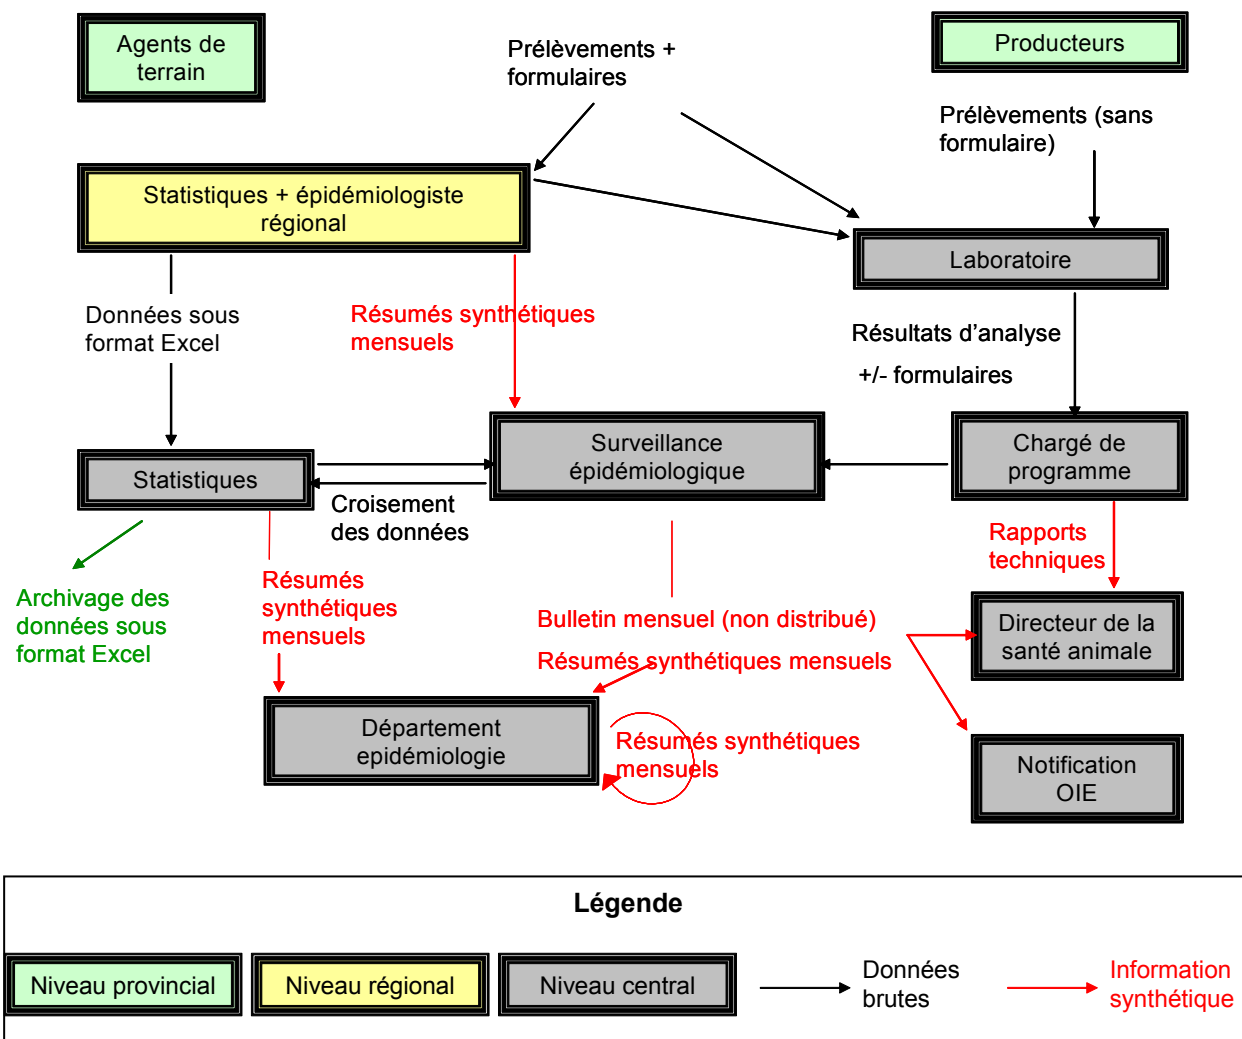 Agents de
terrain
Prélèvements +
formulaires
Producteurs
Prélèvements (sans
formulaire)
Statistiques + épidémiologiste
régional
Laboratoire
Données sous
format Excel
Résumés synthétiques
mensuels
Résultats d’analyse
+/- formulaires
Surveillance
épidémiologique
Chargé de
programme
Statistiques
Croisement
des données
Rapports
techniques
Archivage des
données sous
format Excel
Résumés
synthétiques
mensuels
Bulletin mensuel (non distribué)
Résumés synthétiques mensuels
Directeur de la
santé animale
Département
epidémiologie
Résumés synthétiques
mensuels
Notification
OIE
Légende
Niveau provincial
Niveau régional
Niveau central
Données
brutes
Information
synthétique